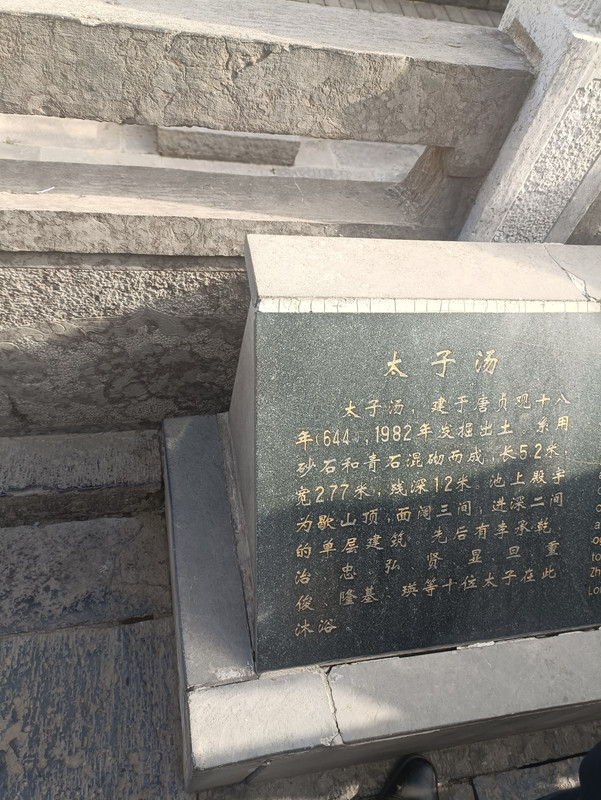 太子汤
太子汤，建于唐贞观十八
年(644)，1982年发掘出土。系用
砂石和青石混砌而成，长5.2米，
宽2.77米，残深1.2米。池上殿宇
为歇山顶，面阔三间，进深二间
的单层建筑。先后有李承乾、
治、忠、弘、贤、显、旦、重
俊、隆基、瑛等十位太子在此
沐浴